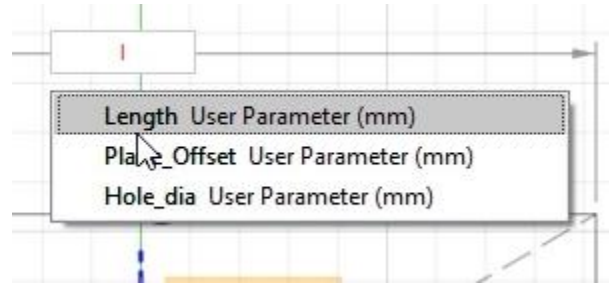 l
Length User Parameter (mm)
Plane_Offset User Parameter (mm)
Hole_dia User Parameter (mm)